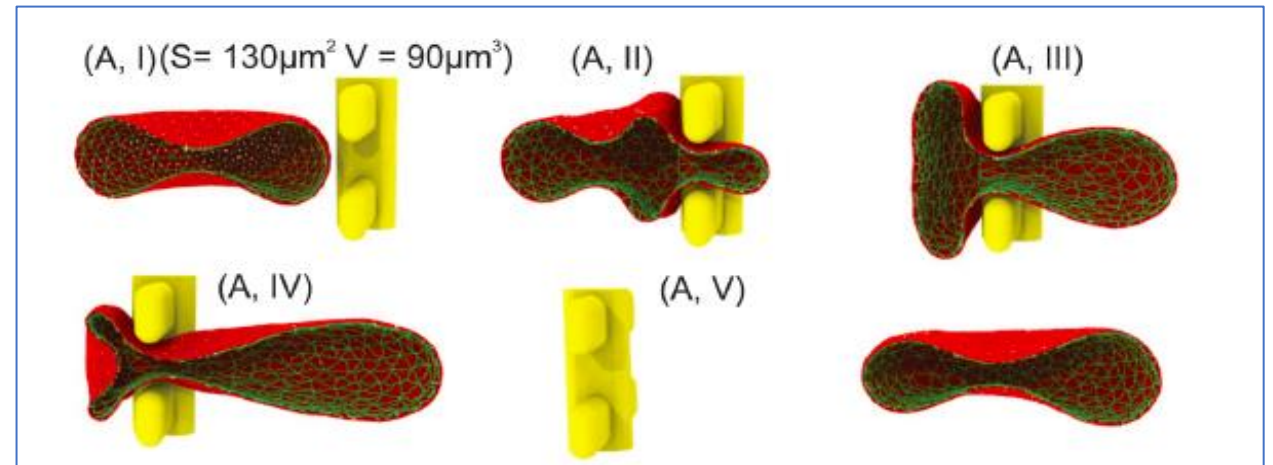 (A, I)(S= 130μm² V = 90μm³)
(A, II)
(A, III)
(A, IV)
(A, V)